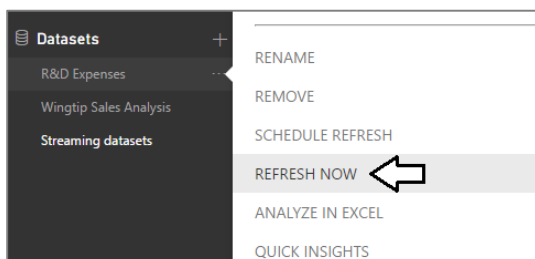 Datasets
R&D Expenses
Wingtip Sales Analysis
Streaming datasets
RENAME
REMOVE
SCHEDULE REFRESH
REFRESH NOW
ANALYZE IN EXCEL
QUICK INSIGHTS